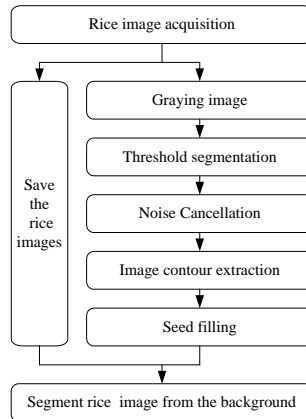 Rice image acquisition
Graying image
Threshold segmentation
Save
the
rice
images
Noise Cancellation
Image contour extraction
Seed filling
Segment rice image from the background